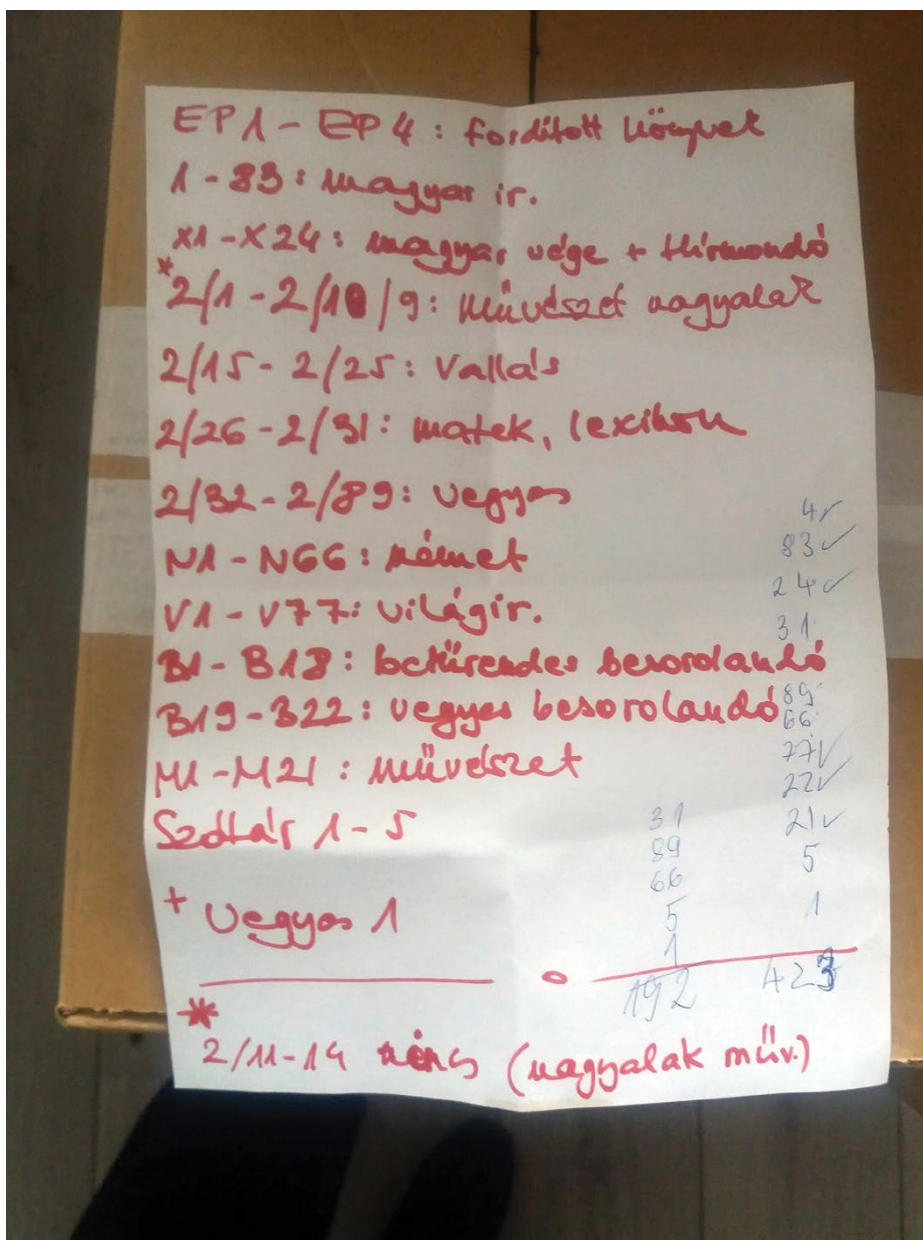 EP1 - EP4 : fordított könyvek
1 - 83 : magyar ir.
X1 - X24 : magyar vége + Hírmondó
* 2/1 - 2/10/9 : művészet nagyalak
2/15 - 2/25 : Vallás
2/26 - 2/31 : matek, lexikon
2/32 - 2/89 : vegyes
4 ✓
N1 - N66 : német
83 ✓
24 ✓
V1 - V77 : világir.
31
B1 - B18 : betűrendes besorolandó
B19 - B22 : vegyes besorolandó
89
66
77 ✓
M1 - M21 : művészet
22 ✓
Szótár 1 - 5
31 21 ✓
89 5
66
+ Vegyes 1
5 1
1
192 423
*
2/11-14 nincs (nagyalak műv.)